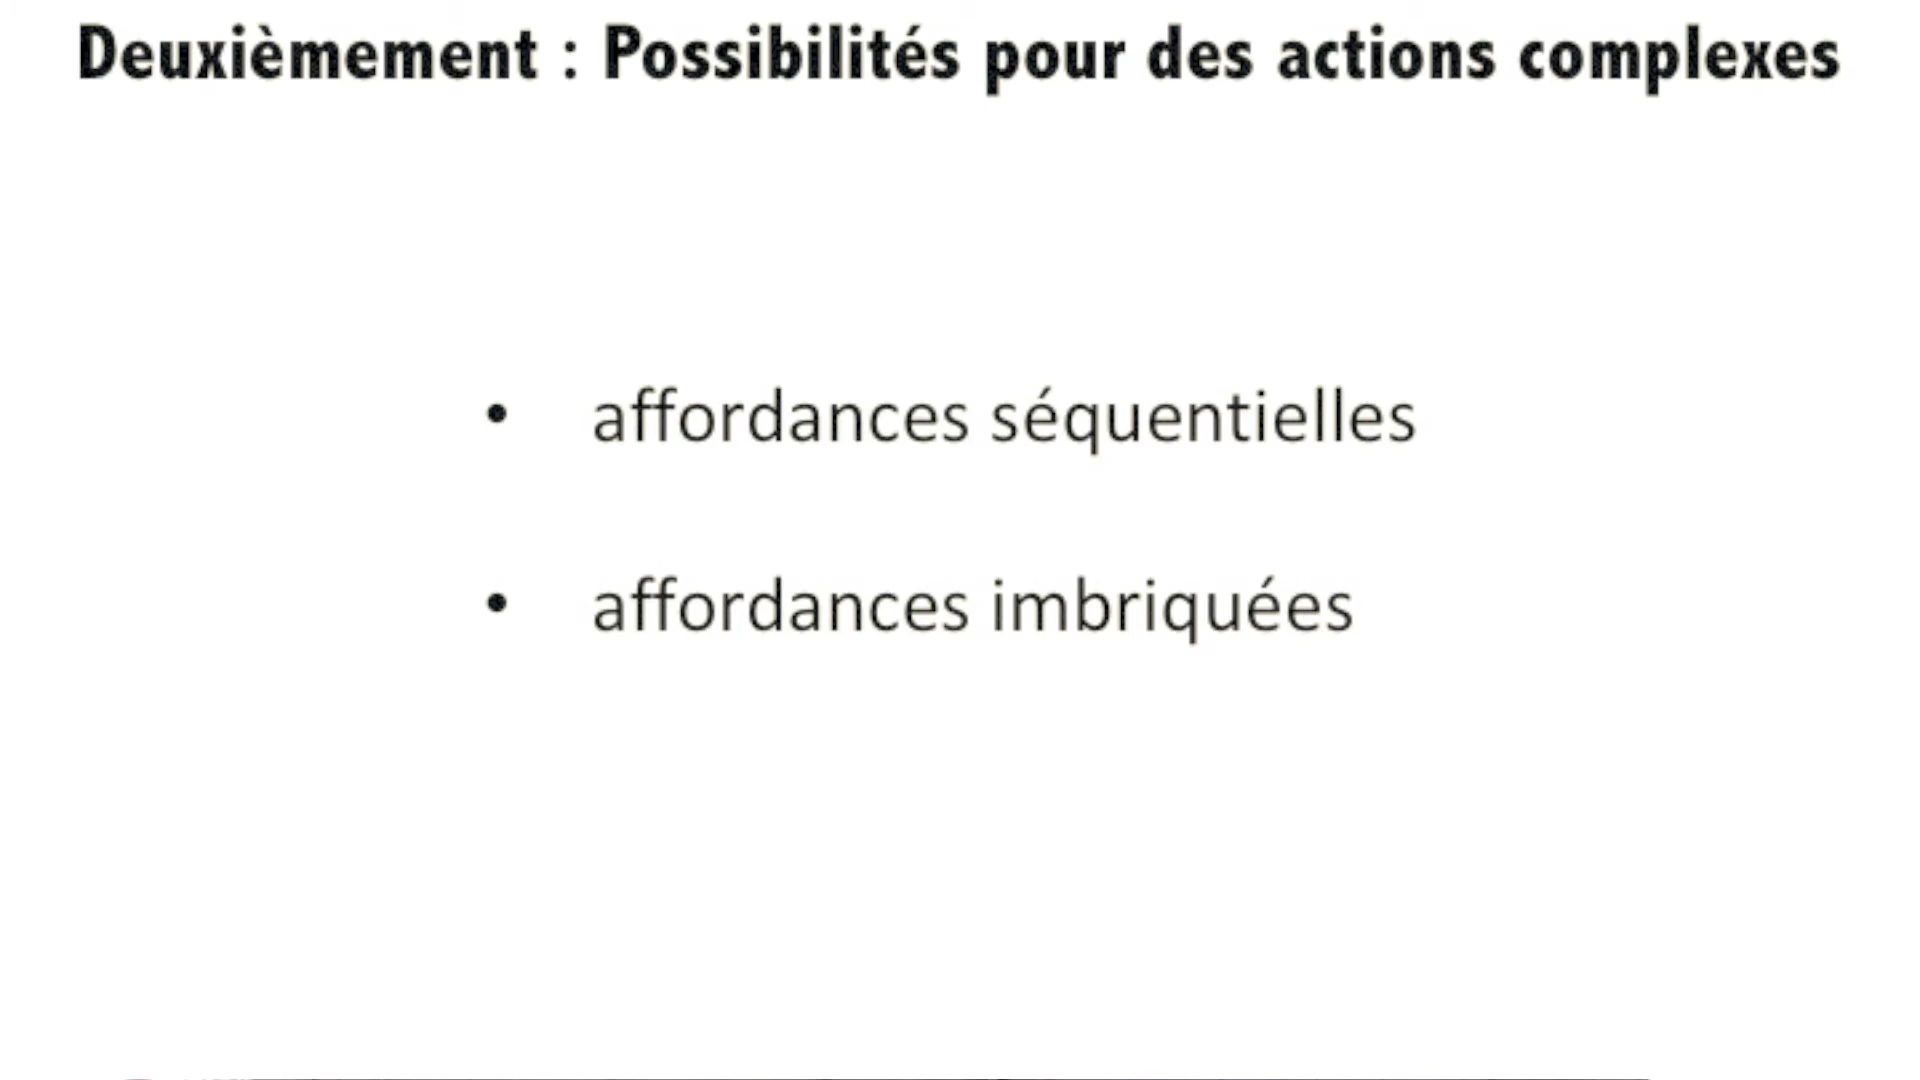 Deuxièmement : Possibilités pour des actions complexes
• affordances séquentielles
• affordances imbriquées